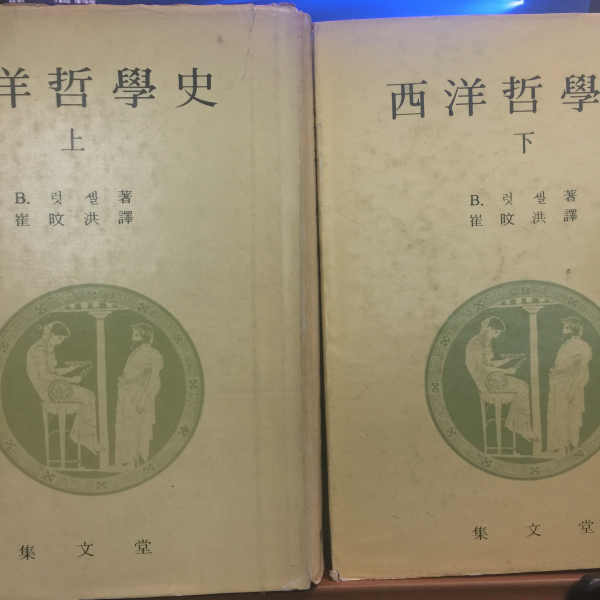 洋哲學史
上
B. 럿셀 著
崔旼洪 譯
集文堂
西洋哲學
下
B. 럿셀 著
崔旼洪 譯
集文堂